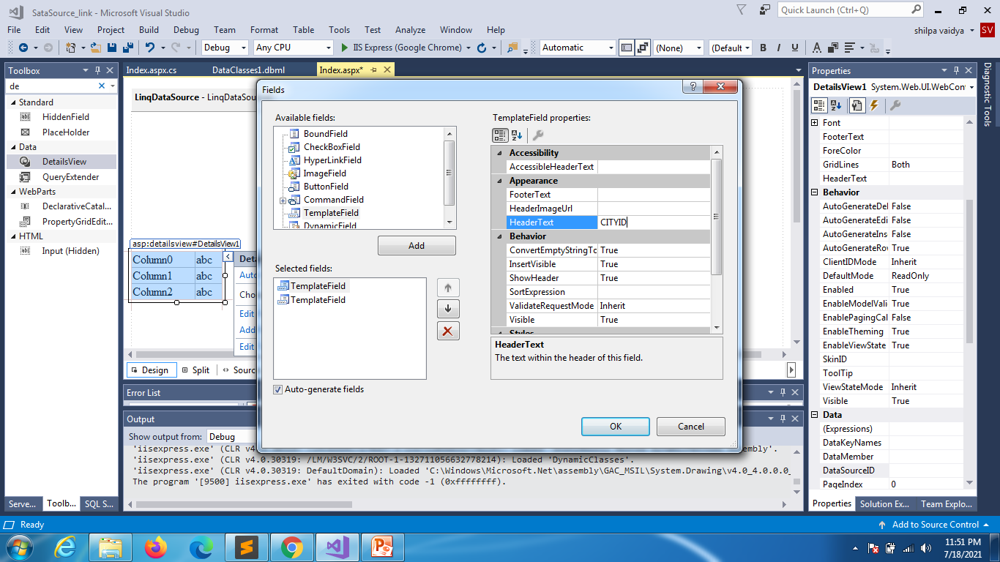 SataSource_link - Microsoft Visual Studio
Quick Launch (Ctrl+Q)
File Edit View Project Build Debug Team Format Table Tools Test Analyze Window Help
shilpa vaidya SV
Debug Any CPU IIS Express (Google Chrome) Automatic (None) (Default B I U A
Toolbox
de
Standard
HiddenField
PlaceHolder
Data
DetailsView
QueryExtender
WebParts
DeclarativeCatal...
PropertyGridEdit...
HTML
Input (Hidden)
Serve... Toolb... SQL S...
Index.aspx.cs DataClasses1.dbml Index.aspx*
LinqDataSource - LinqDataSou
asp:detailsview#DetailsView1
Column0 abc
Column1 abc
Column2 abc
Deta
Auto
Cho
Edit
Add
Edit
Design Split Sourc
Fields
Available fields:
BoundField
CheckBoxField
HyperLinkField
ImageField
ButtonField
CommandField
TemplateField
DynamicField
Add
Selected fields:
TemplateField
TemplateField
Auto-generate fields
TemplateField properties:
Accessibility
AccessibleHeaderText
Appearance
FooterText
HeaderImageUrl
HeaderText CITYID
Behavior
ConvertEmptyStringTo True
InsertVisible True
ShowHeader True
SortExpression
ValidateRequestMode Inherit
Visible True
Styles
HeaderText
The text within the header of this field.
OK Cancel
Error List
Output
Show output from: Debug
'iisexpress.exe' (CLR v4.0
embly'.
'iisexpress.exe' (CLR v4.0.30319: /LM/W3SVC/2/ROOT-1-132711056632778214): Loaded 'DynamicClasses'.
'iisexpress.exe' (CLR v4.0.30319: DefaultDomain): Loaded 'C:\Windows\Microsoft.Net\assembly\GAC_MSIL\System.Drawing\v4.0_4.0.0.0_
The program '[9500] iisexpress.exe' has exited with code -1 (0xffffffff).
Properties
DetailsView1 System.Web.UI.WebCont
Font
FooterText
ForeColor
GridLines Both
HeaderText
Behavior
AutoGenerateDel False
AutoGenerateEdi False
AutoGenerateIns False
AutoGenerateRo True
ClientIDMode Inherit
DefaultMode ReadOnly
Enabled True
EnableModelVali True
EnablePagingCal False
EnableTheming True
EnableViewState True
SkinID
ToolTip
ViewStateMode Inherit
Visible True
Data
(Expressions)
DataKeyNames
DataMember
DataSourceID
PageIndex 0
Properties Solution Ex... Team Explo...
Diagnostic Tools
Ready
Add to Source Control
11:51 PM
7/18/2021